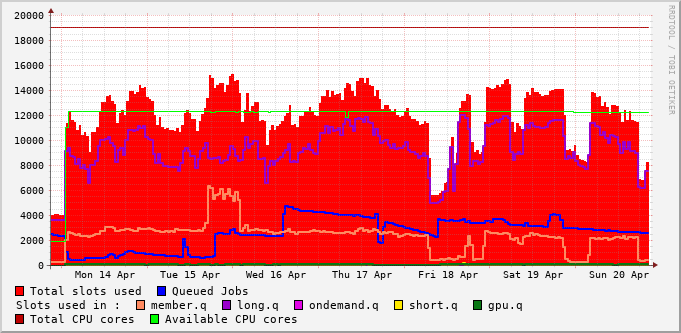 20000
18000
16000
14000
12000
10000
8000
6000
4000
2000
0
Mon 14 Apr Tue 15 Apr Wed 16 Apr Thu 17 Apr Fri 18 Apr Sat 19 Apr Sun 20 Apr
Total slots used Queued Jobs
Slots used in : member.q long.q ondemand.q short.q gpu.q
Total CPU cores Available CPU cores
RRDTOOL / TOBI OETIKER